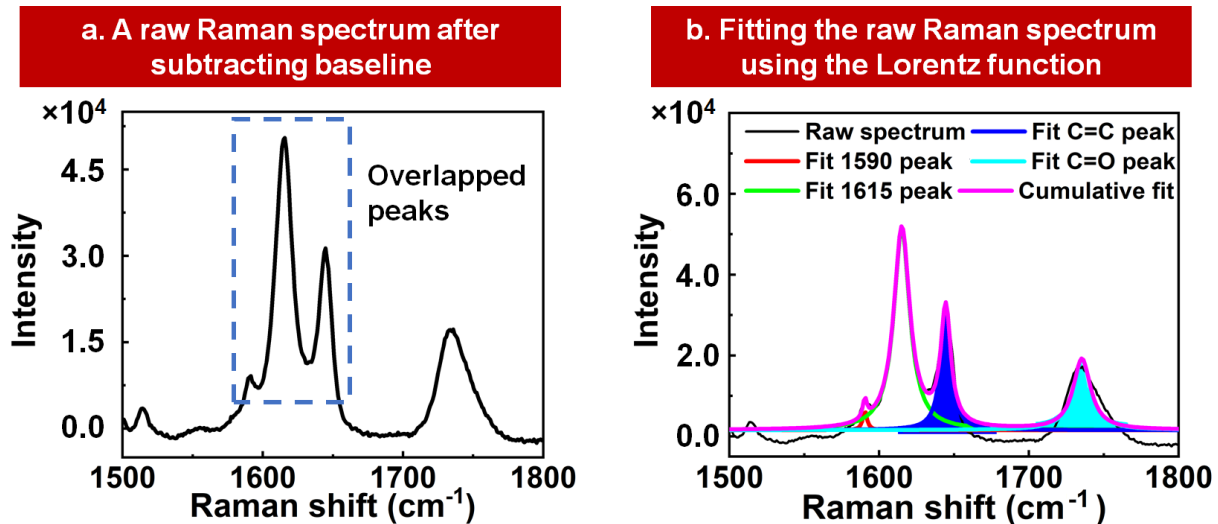 a. A raw Raman spectrum after
subtracting baseline
×10⁴
4.5
3.0
1.5
0.0
Intensity
Overlapped
peaks
1500 1600 1700 1800
Raman shift (cm⁻¹)
b. Fitting the raw Raman spectrum
using the Lorentz function
×10⁴
8.0
6.0
4.0
2.0
0.0
Intensity
Raw spectrum Fit C=C peak
Fit 1590 peak Fit C=O peak
Fit 1615 peak Cumulative fit
1500 1600 1700 1800
Raman shift (cm⁻¹)